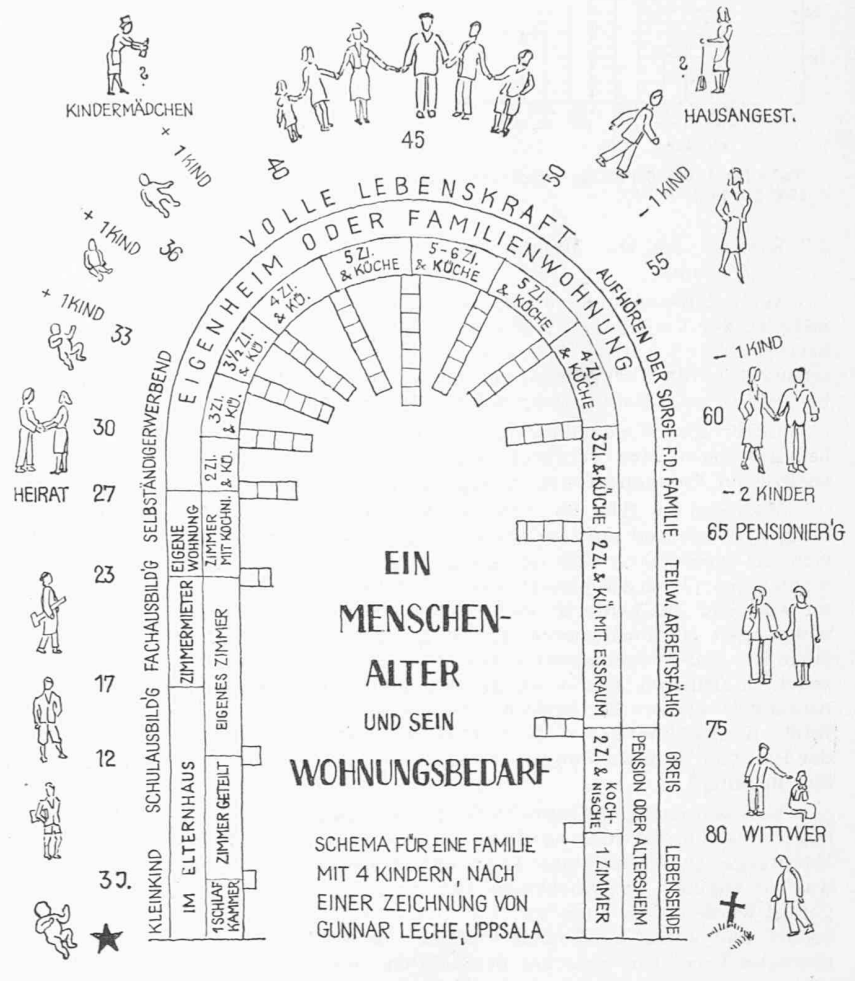 ?
KINDERMÄDCHEN
+ 1 KIND
36
+ 1 KIND
+ 1 KIND
33
30
HEIRAT
27
23
17
12
3 J.
40
45
50
?
HAUSANGEST.
- 1 KIND
55
- 1 KIND
60
- 2 KINDER
65 PENSIONIER'G
75
80 WITTWER
KLEINKIND
SCHULAUSBILD'G
FACHAUSBILD'G
SELBSTÄNDIGERWERBEND
VOLLE LEBENSKRAFT
AUFHÖREN DER SORGE F.D. FAMILIE
TEILW. ARBEITSFÄHIG
GREIS
LEBENSENDE
IM ELTERNHAUS
ZIMMERMIETER
EIGENE
WOHNUNG
EIGENHEIM ODER FAMILIENWOHNUNG
PENSION ODER ALTERSHEIM
1 SCHLAF
KAMMER
ZIMMER GETEILT
EIGENES ZIMMER
ZIMMER
MIT KOCHNI.
2 ZI.
& KÜ.
3 ZI.
& KÜ.
3½ ZI.
& KÜ.
4 ZI.
& KÜ.
5 ZI.
& KÜCHE
5-6 ZI.
& KÜCHE
5 ZI.
& KÜCHE
4 ZI.
& KÜCHE
3 ZI. & KÜCHE
2 ZI. & KÜ. MIT ESSRAUM
2 ZI. & KOCH-
NISCHE
1 ZIMMER
EIN
MENSCHEN-
ALTER
UND SEIN
WOHNUNGSBEDARF
SCHEMA FÜR EINE FAMILIE
MIT 4 KINDERN, NACH
EINER ZEICHNUNG VON
GUNNAR LECHE, UPPSALA